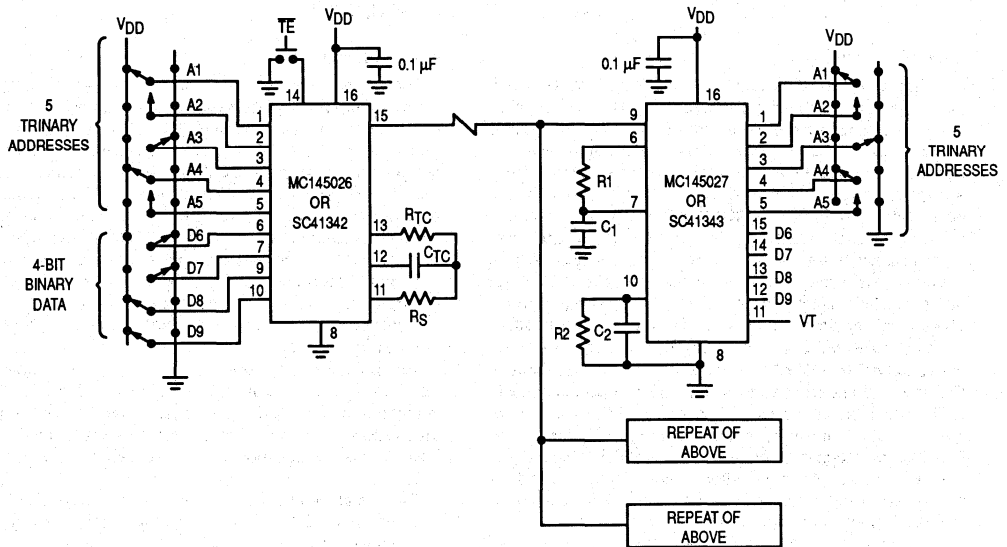 VDD
TE
VDD
0.1 µF
14
16
5
TRINARY
ADDRESSES
A1
A2
A3
A4
A5
1
2
3
4
5
4-BIT
BINARY
DATA
D6
D7
D8
D9
6
7
9
10
MC145026
OR
SC41342
15
13
RTC
12
CTC
11
RS
8
VDD
0.1 µF
16
9
6
R1
7
C1
10
R2
C2
8
MC145027
OR
SC41343
1
2
3
4
5
15
D6
14
D7
13
D8
12
D9
11
VT
VDD
A1
A2
A3
A4
A5
5
TRINARY
ADDRESSES
REPEAT OF
ABOVE
REPEAT OF
ABOVE